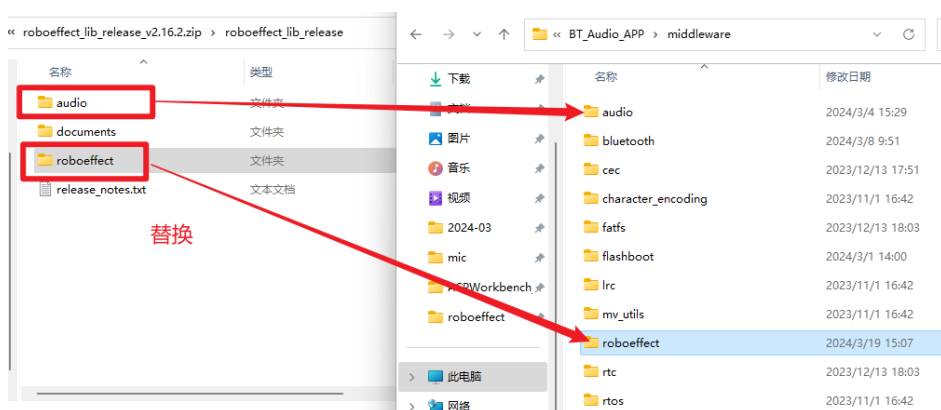 « roboeffect_lib_release_v2.16.2.zip › roboeffect_lib_release
名称 类型
audio 文件夹
documents 文件夹
roboeffect 文件夹
release_notes.txt 文本文档
替换
« BT_Audio_APP › middleware
下载
文档
图片
音乐
视频
2024-03
mic
ASPWorkbench
roboeffect
此电脑
网络
名称 修改日期
audio 2024/3/4 15:29
bluetooth 2024/3/8 9:51
cec 2023/12/13 17:51
character_encoding 2023/11/1 16:42
fatfs 2023/12/13 18:03
flashboot 2024/3/1 14:00
lrc 2023/11/1 16:42
mv_utils 2023/11/1 16:42
roboeffect 2024/3/19 15:07
rtc 2023/12/13 18:03
rtos 2023/11/1 16:42